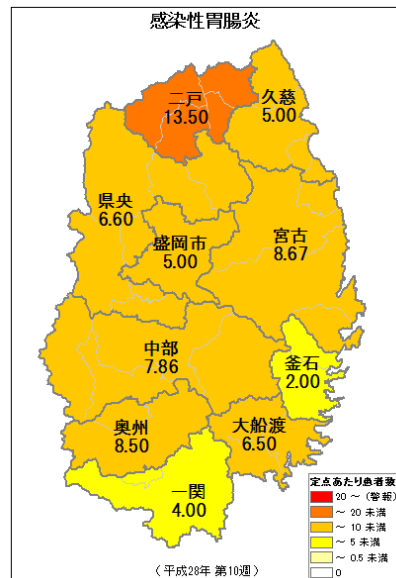 感染性胃腸炎
二戸
13.50
久慈
5.00
県央
6.60
盛岡市
5.00
宮古
8.67
中部
7.86
釜石
2.00
奥州
8.50
大船渡
6.50
一関
4.00
定点あたり患者数
20 ～ (警報)
～ 20 未満
～ 10 未満
～ 5 未満
～ 0.5 未満
0
(平成28年 第10週)